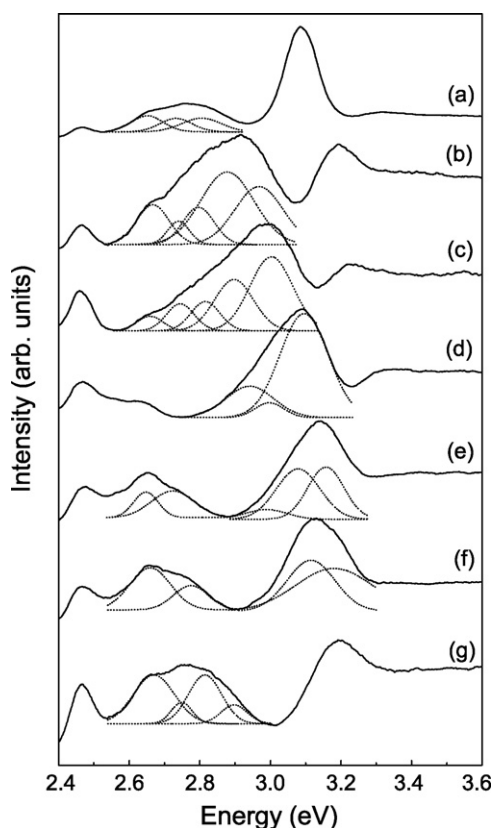 (a)
(b)
(c)
(d)
(e)
(f)
(g)
Intensity (arb. units)
2.4 2.6 2.8 3.0 3.2 3.4 3.6
Energy (eV)